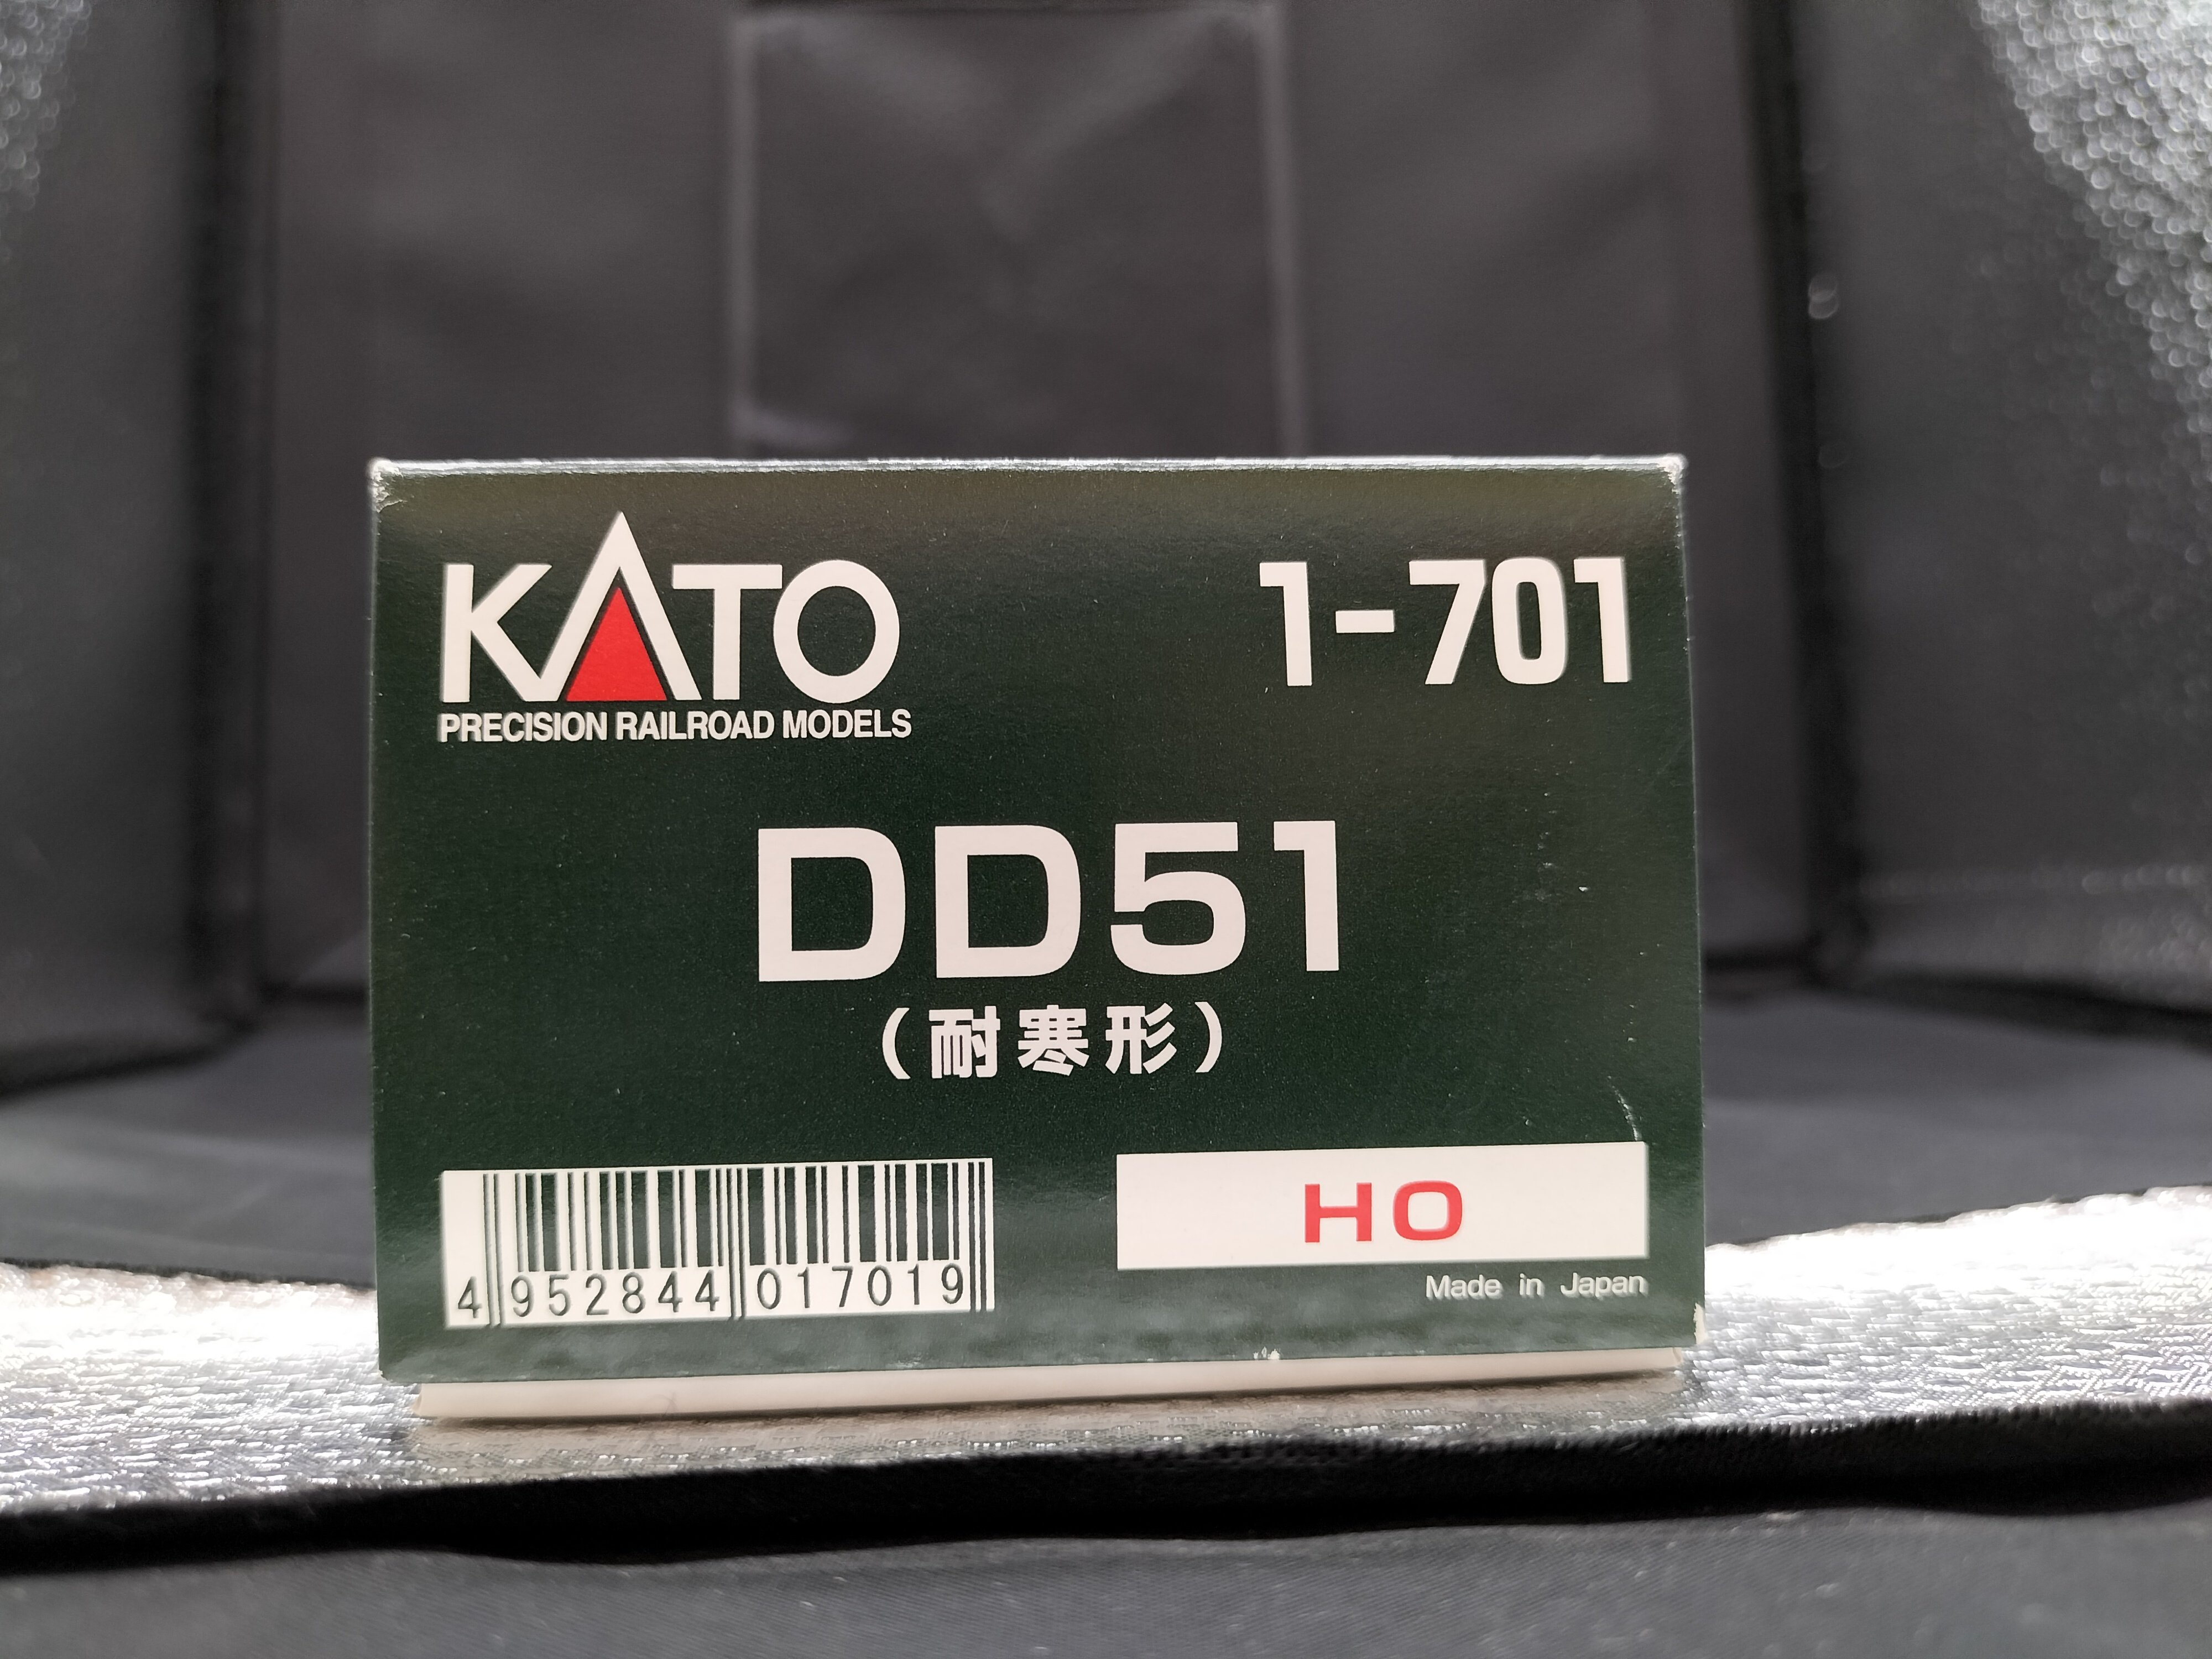 KATO
PRECISION RAILROAD MODELS
1-701
DD51
（耐寒形）
4 952844 017019
HO
Made in Japan